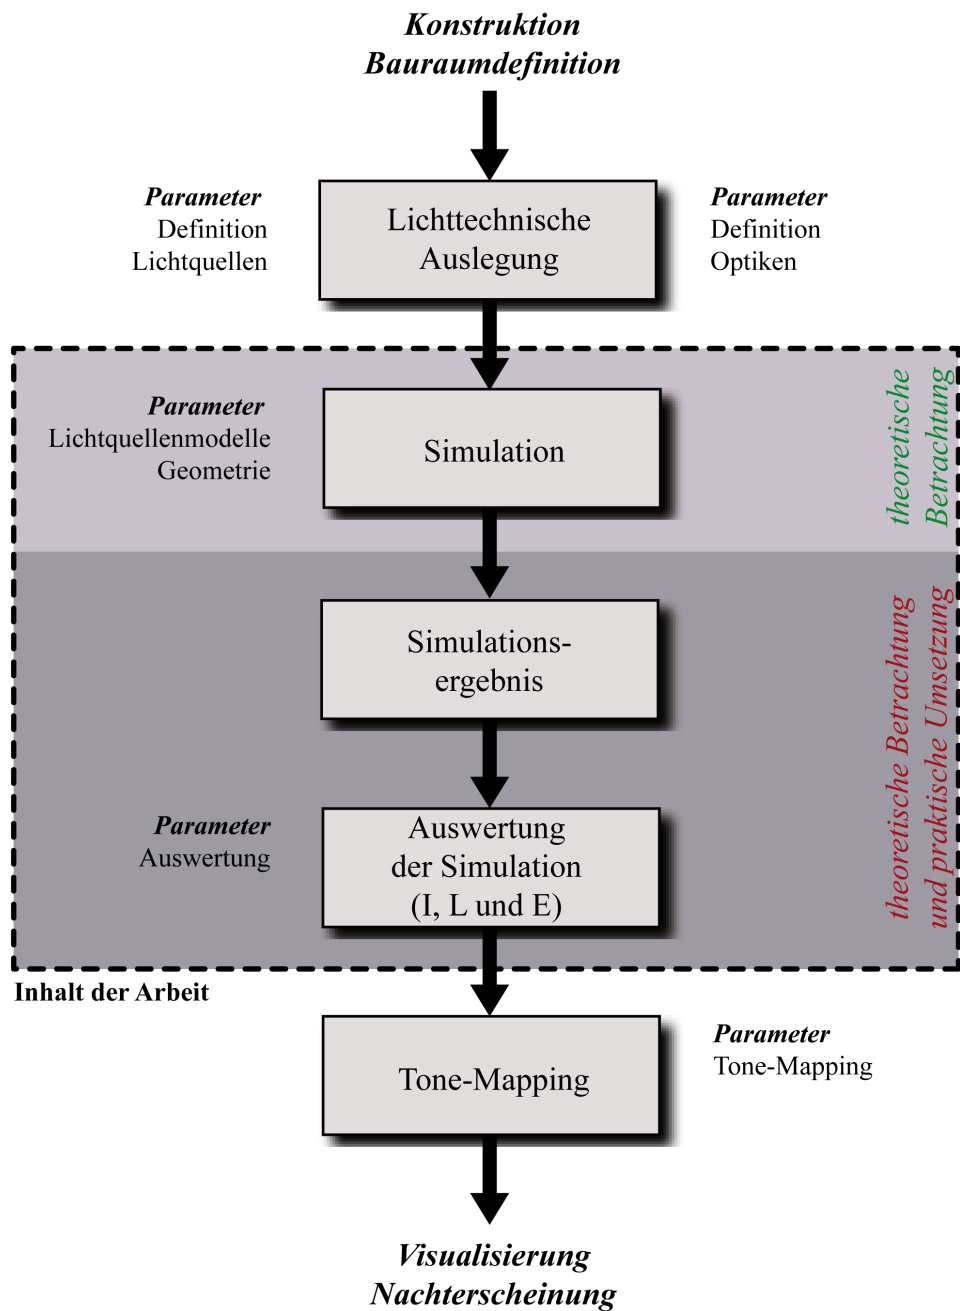 Konstruktion
Bauraumdefinition
Parameter
Definition
Lichtquellen
Lichttechnische
Auslegung
Parameter
Definition
Optiken
Parameter
Lichtquellenmodelle
Geometrie
Simulation
theoretische
Betrachtung
Simulations-
ergebnis
Parameter
Auswertung
Auswertung
der Simulation
(I, L und E)
theoretische Betrachtung
und praktische Umsetzung
Inhalt der Arbeit
Tone-Mapping
Parameter
Tone-Mapping
Visualisierung
Nachterscheinung